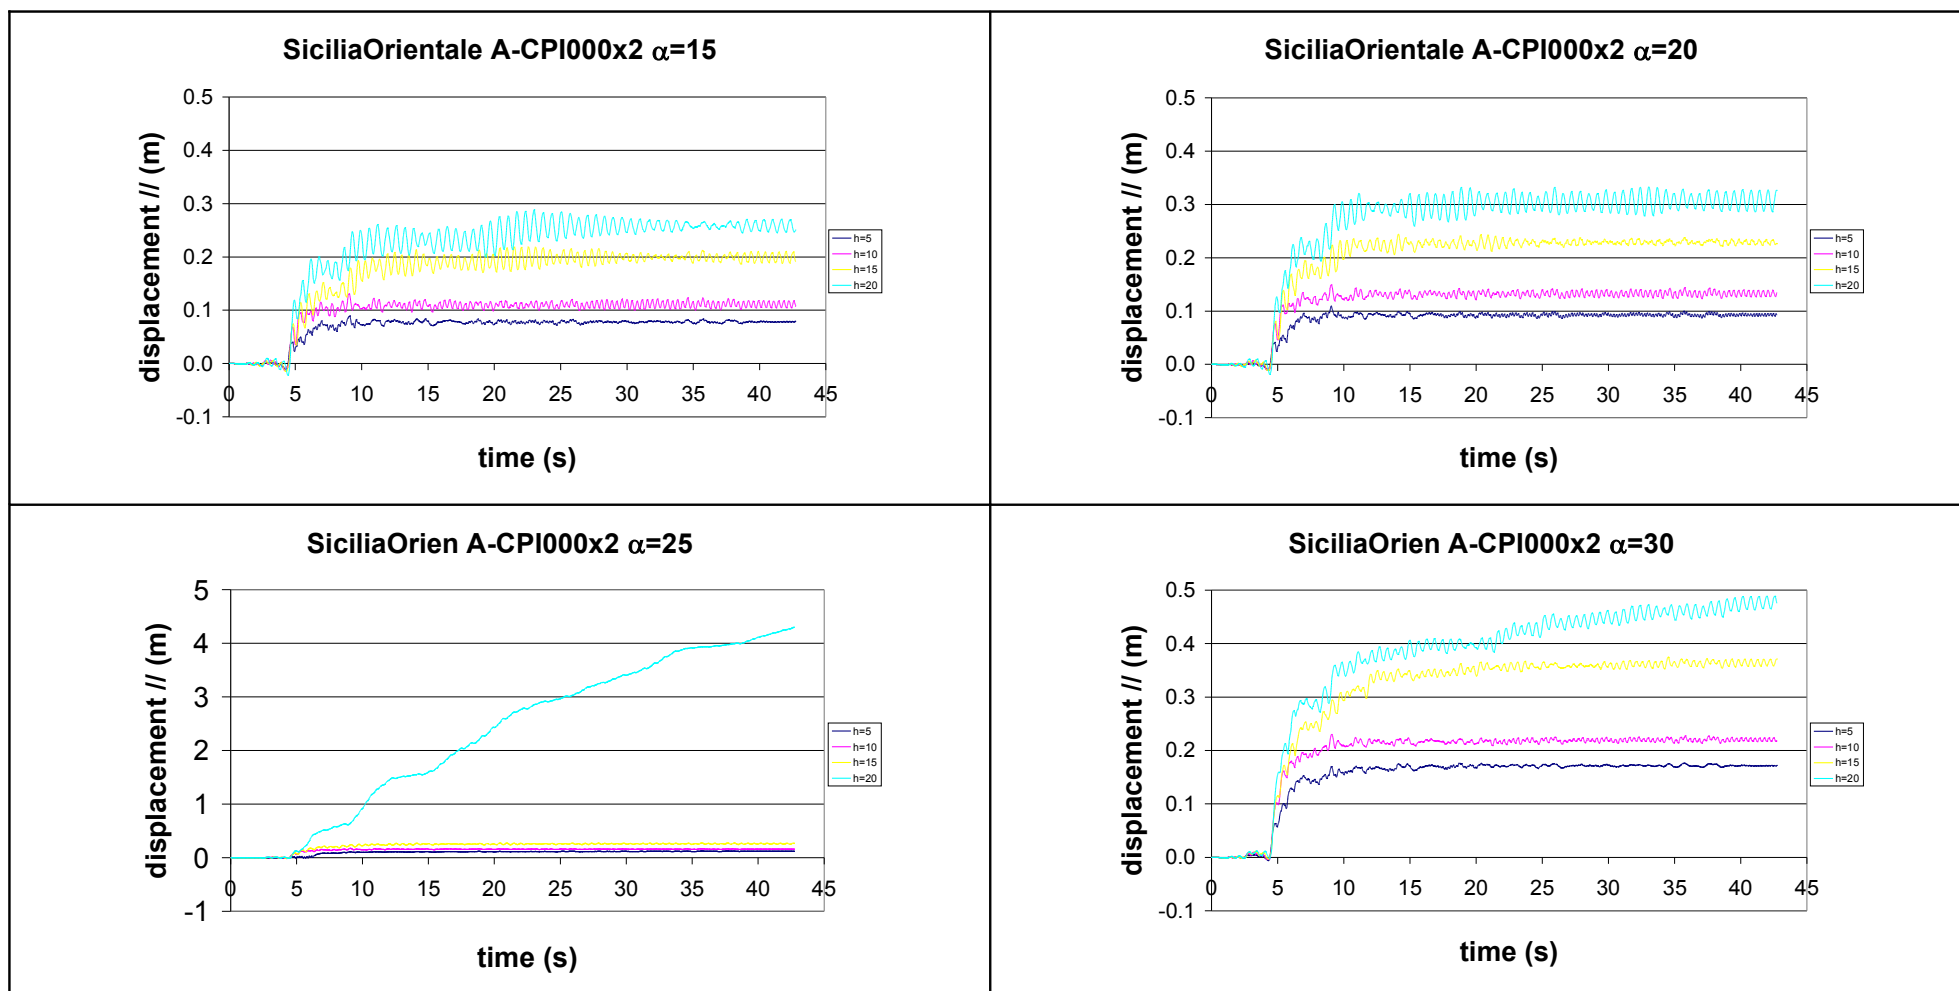 SiciliaOrientale A-CPI000x2 α=15
displacement // (m)
0.5
0.4
0.3
0.2
0.1
0.0
-0.1
0 5 10 15 20 25 30 35 40 45
time (s)
h=5
h=10
h=15
h=20
SiciliaOrientale A-CPI000x2 α=20
displacement // (m)
0.5
0.4
0.3
0.2
0.1
0.0
-0.1
0 5 10 15 20 25 30 35 40 45
time (s)
h=5
h=10
h=15
h=20
SiciliaOrien A-CPI000x2 α=25
displacement // (m)
5
4
3
2
1
0
-1
0 5 10 15 20 25 30 35 40 45
time (s)
h=5
h=10
h=15
h=20
SiciliaOrien A-CPI000x2 α=30
displacement // (m)
0.5
0.4
0.3
0.2
0.1
0.0
-0.1
0 5 10 15 20 25 30 35 40 45
time (s)
h=5
h=10
h=15
h=20